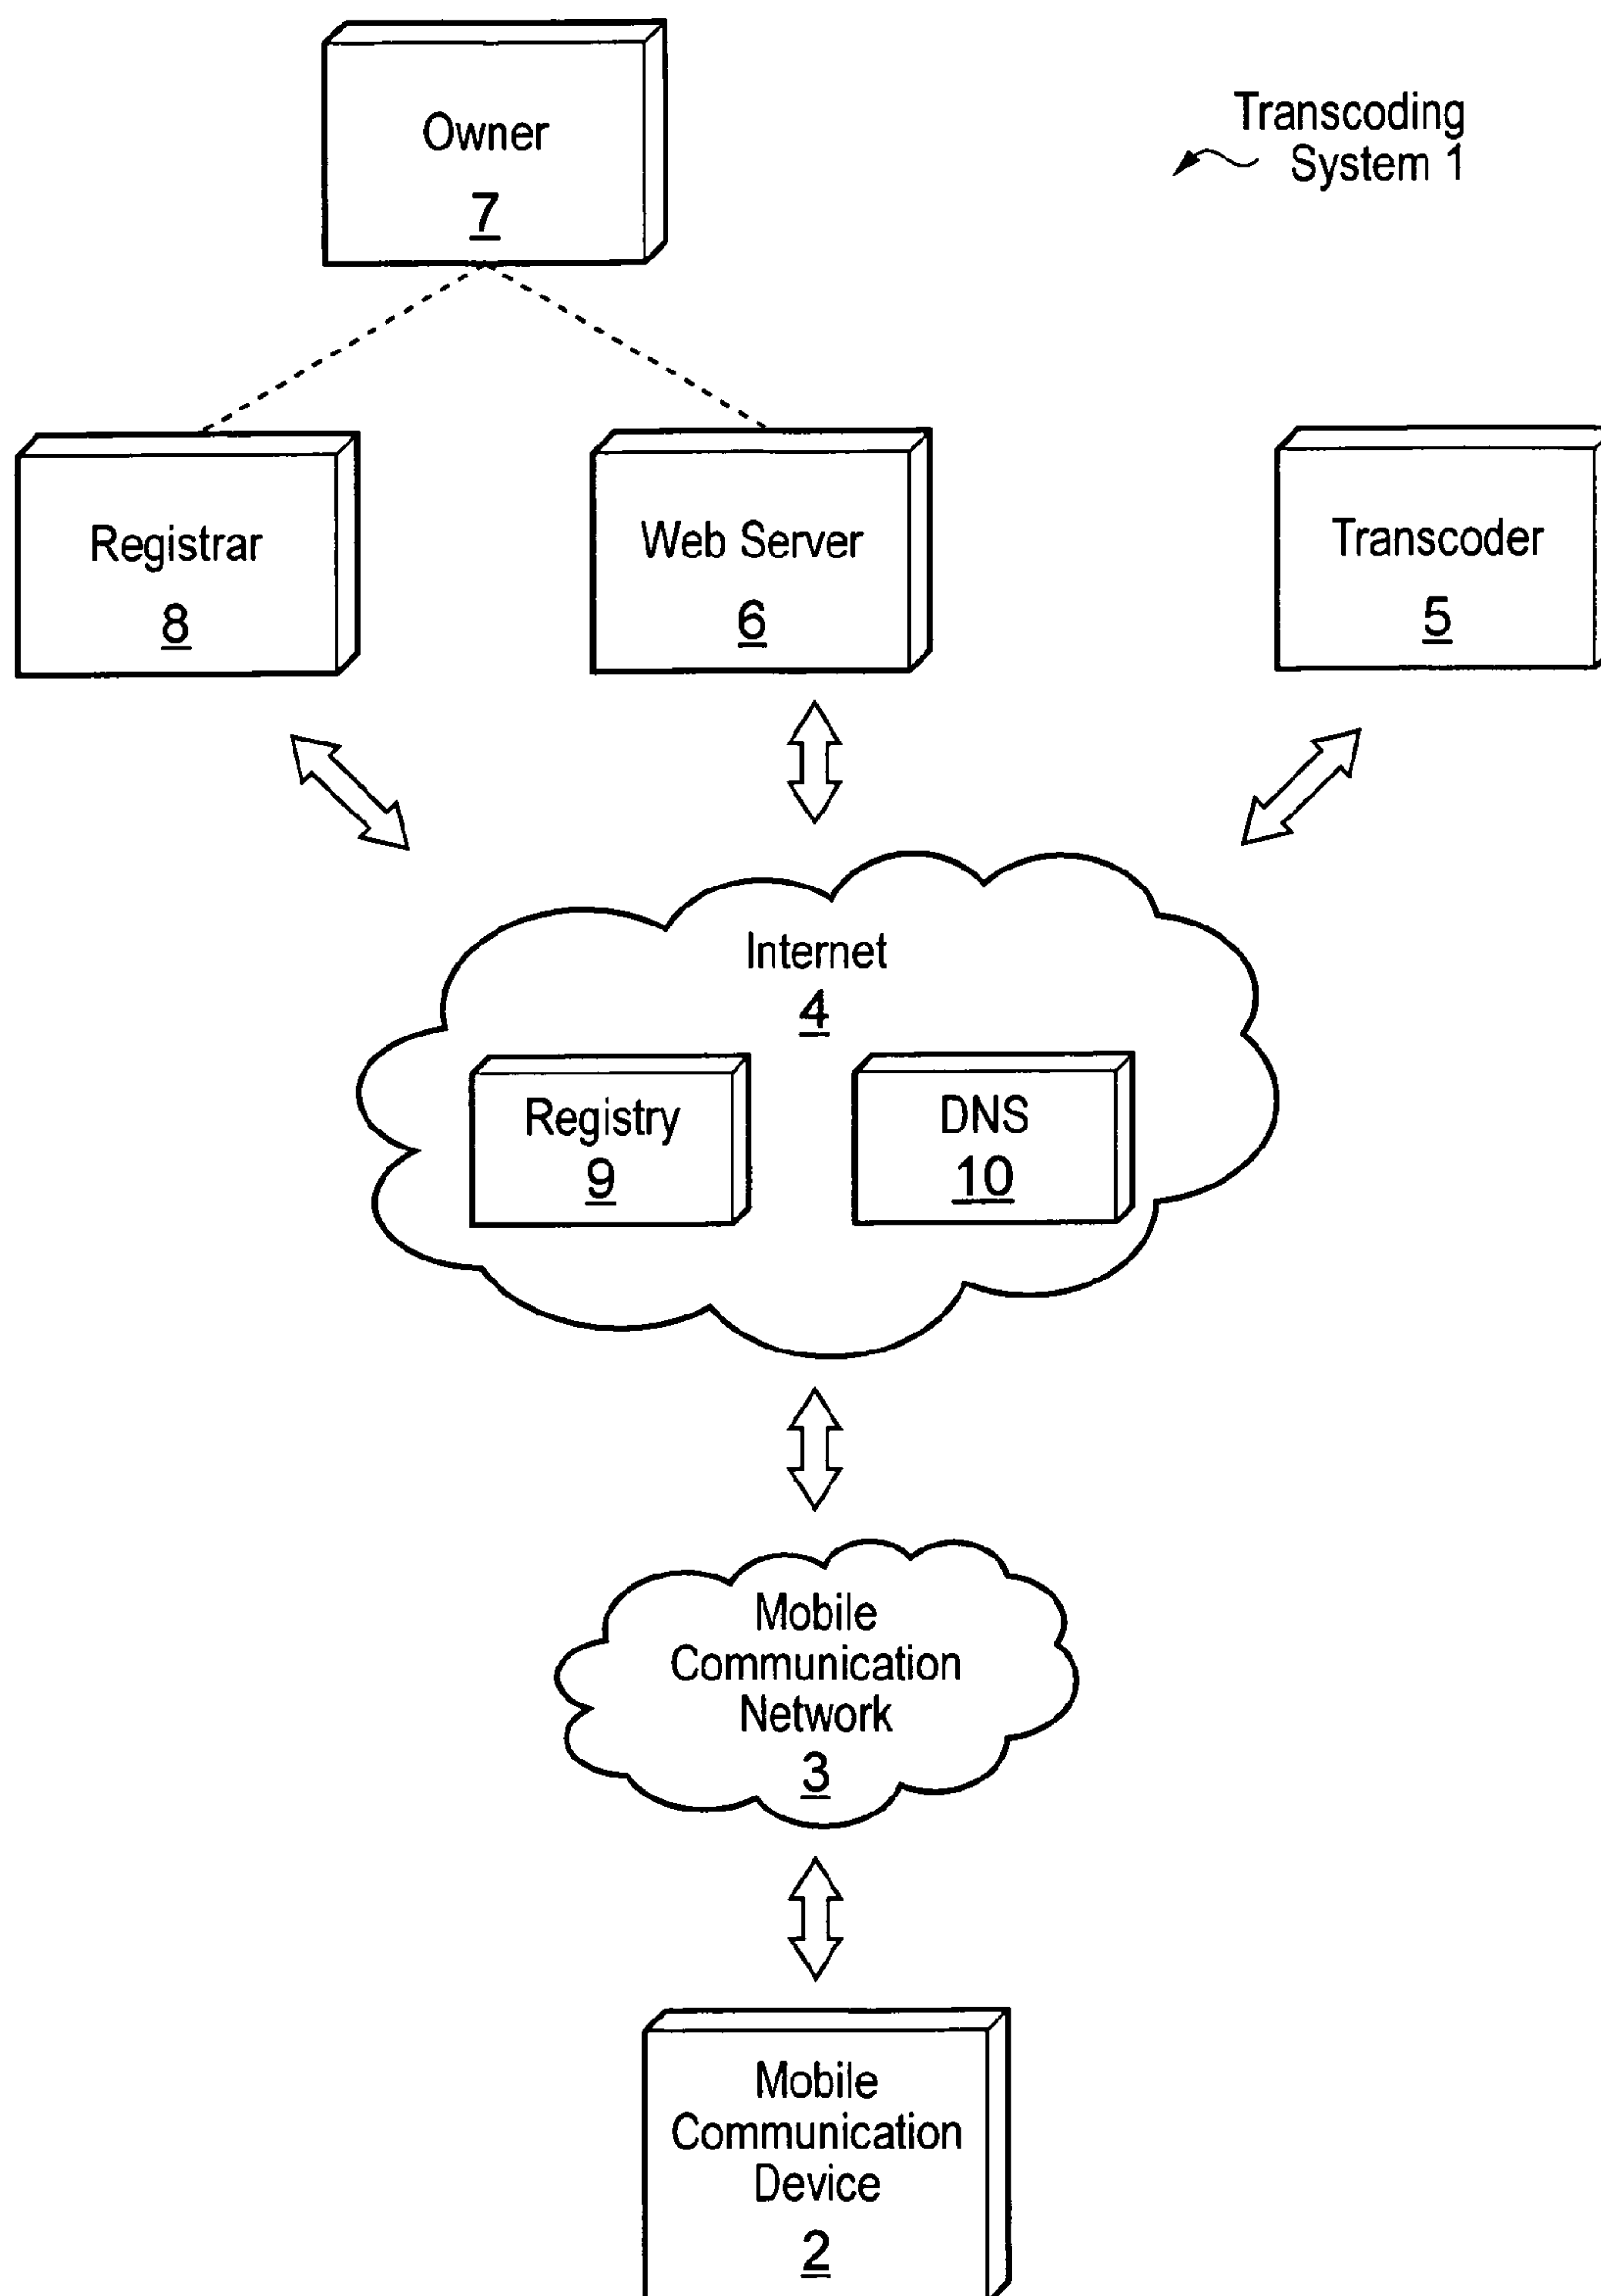 Owner
7
Transcoding
System 1
Registrar
8
Web Server
6
Transcoder
5
Internet
4
Registry
9
DNS
10
Mobile
Communication
Network
3
Mobile
Communication
Device
2